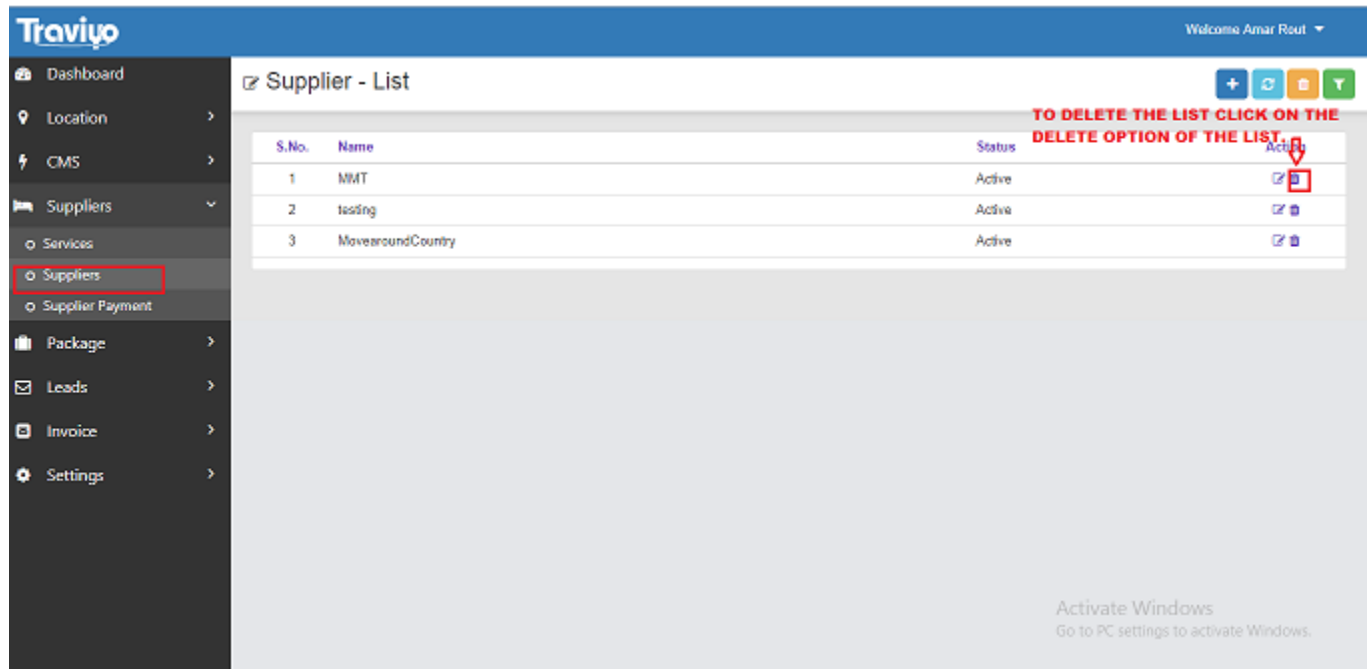 Traviyo
Welcome Amar Rout
Dashboard
Location
CMS
Suppliers
Services
Suppliers
Supplier Payment
Package
Leads
Invoice
Settings
Supplier - List
TO DELETE THE LIST CLICK ON THE
DELETE OPTION OF THE LIST.
S.No. Name Status Action
1 MMT Active
2 testing Active
3 MovearoundCountry Active
Activate Windows
Go to PC settings to activate Windows.